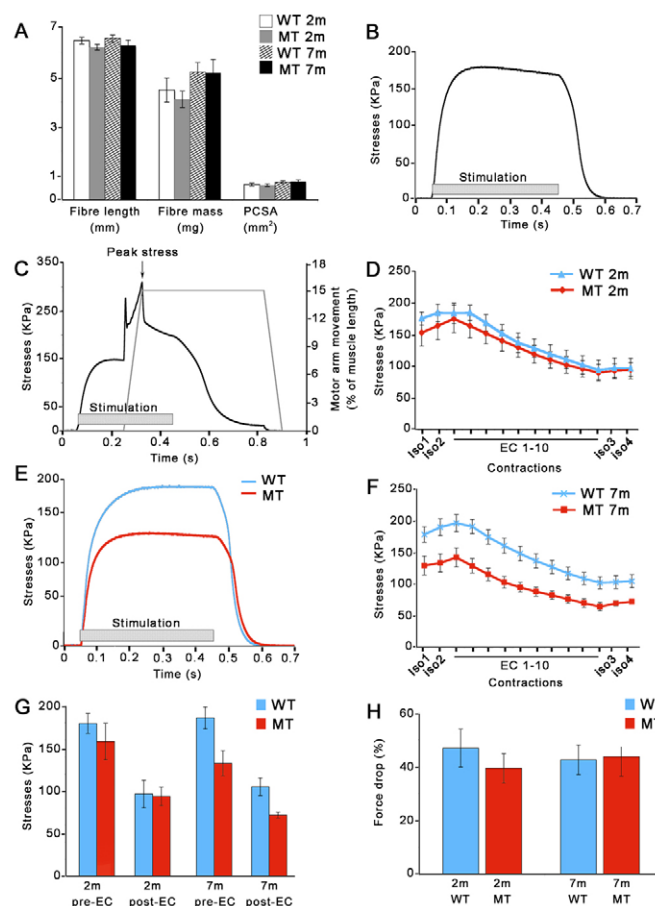 A
WT 2m
MT 2m
WT 7m
MT 7m
7
5
3
1
0
Fibre length
(mm)
Fibre mass
(mg)
PCSA
(mm²)
B
Stresses (KPa)
200
150
100
50
0
Stimulation
0 0.1 0.2 0.3 0.4 0.5 0.6 0.7
Time (s)
C
Peak stress
Stresses (KPa)
350
250
150
50
0
Stimulation
0 0.2 0.4 0.6 0.8 1
Time (s)
18
15
12
9
6
3
0
Motor arm movement
(% of muscle length)
D
WT 2m
MT 2m
Stresses (KPa)
250
200
150
100
50
0
Iso1
Iso2
EC 1-10
Iso3
Iso4
Contractions
E
WT
MT
Stresses (KPa)
200
150
100
50
0
Stimulation
0 0.1 0.2 0.3 0.4 0.5 0.6 0.7
Time (s)
F
WT 7m
MT 7m
Stresses (KPa)
250
200
150
100
50
0
Iso1
Iso2
EC 1-10
Iso3
Iso4
Contractions
G
WT
MT
Stresses (KPa)
200
150
100
50
0
2m
pre-EC
2m
post-EC
7m
pre-EC
7m
post-EC
H
MT
Force drop (%)
60
40
20
0
2m
WT
2m
MT
7m
WT
7m
MT